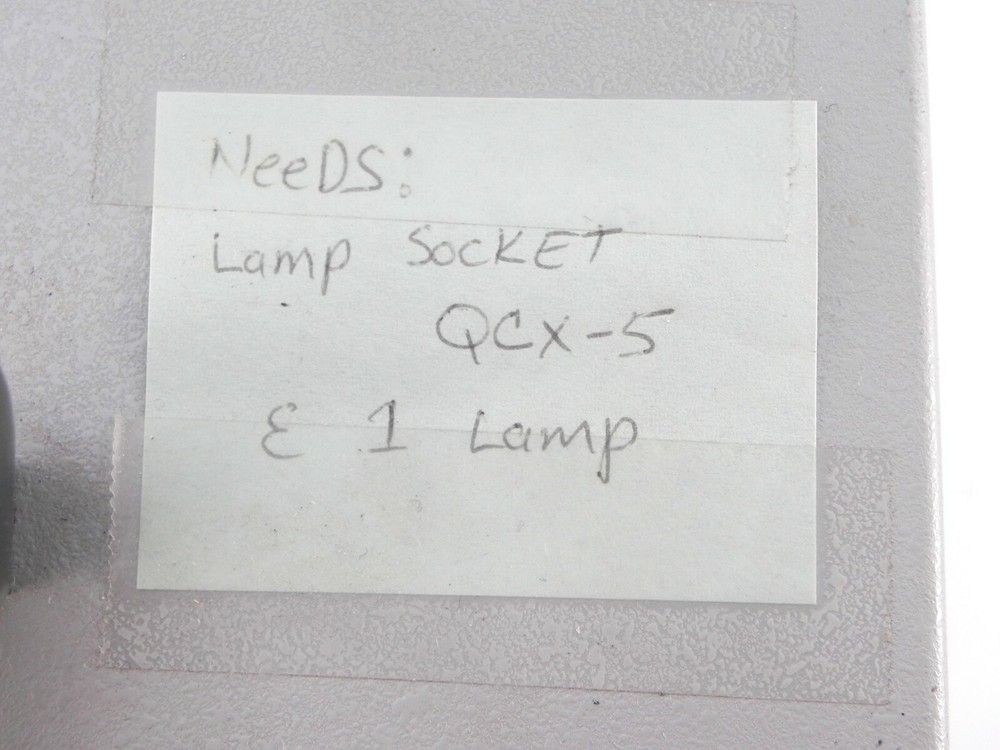 NeeDS:
Lamp SOCKET
QCX-5
& 1 Lamp